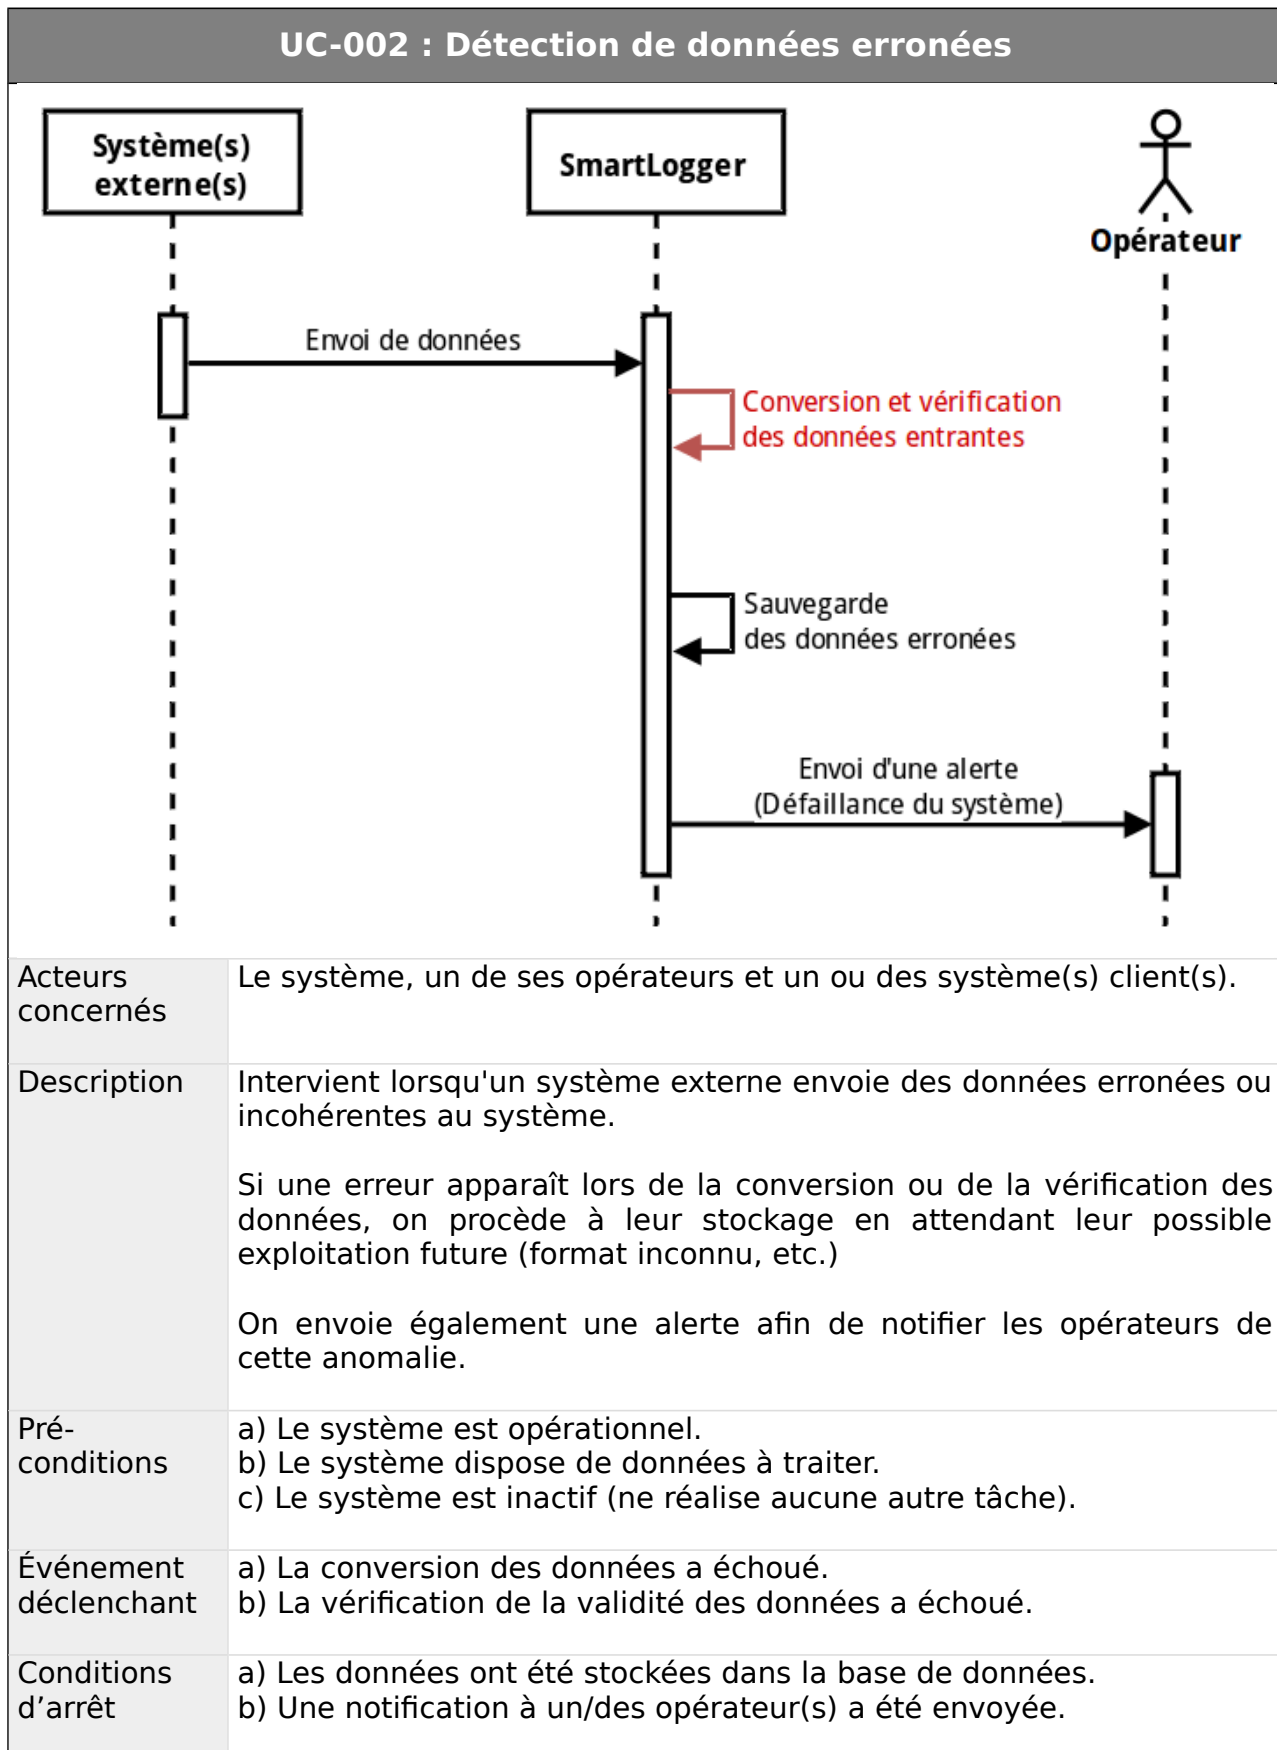 UC-002 : Détection de données erronées
Système(s)
externe(s)
SmartLogger
Opérateur
Envoi de données
Conversion et vérification
des données entrantes
Sauvegarde
des données erronées
Envoi d'une alerte
(Défaillance du système)
Acteurs
concernés
Le système, un de ses opérateurs et un ou des système(s) client(s).
Description
Intervient lorsqu'un système externe envoie des données erronées ou
incohérentes au système.
Si une erreur apparaît lors de la conversion ou de la vérification des
données, on procède à leur stockage en attendant leur possible
exploitation future (format inconnu, etc.)
On envoie également une alerte afin de notifier les opérateurs de
cette anomalie.
Pré-
conditions
a) Le système est opérationnel.
b) Le système dispose de données à traiter.
c) Le système est inactif (ne réalise aucune autre tâche).
Événement
déclenchant
a) La conversion des données a échoué.
b) La vérification de la validité des données a échoué.
Conditions
d’arrêt
a) Les données ont été stockées dans la base de données.
b) Une notification à un/des opérateur(s) a été envoyée.